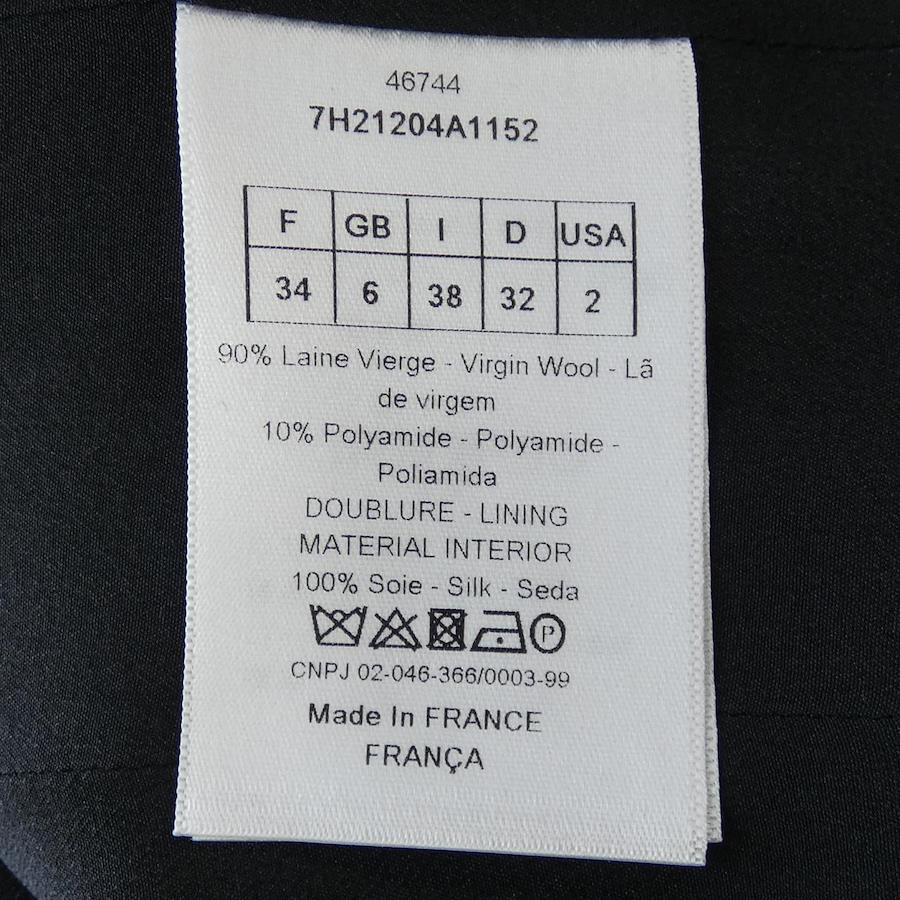 46744
7H21204A1152
F GB I D USA
34 6 38 32 2
90% Laine Vierge - Virgin Wool - Lã
de virgem
10% Polyamide - Polyamide -
Poliamida
DOUBLURE - LINING
MATERIAL INTERIOR
100% Soie - Silk - Seda
P
CNPJ 02-046-366/0003-99
Made In FRANCE
FRANÇA